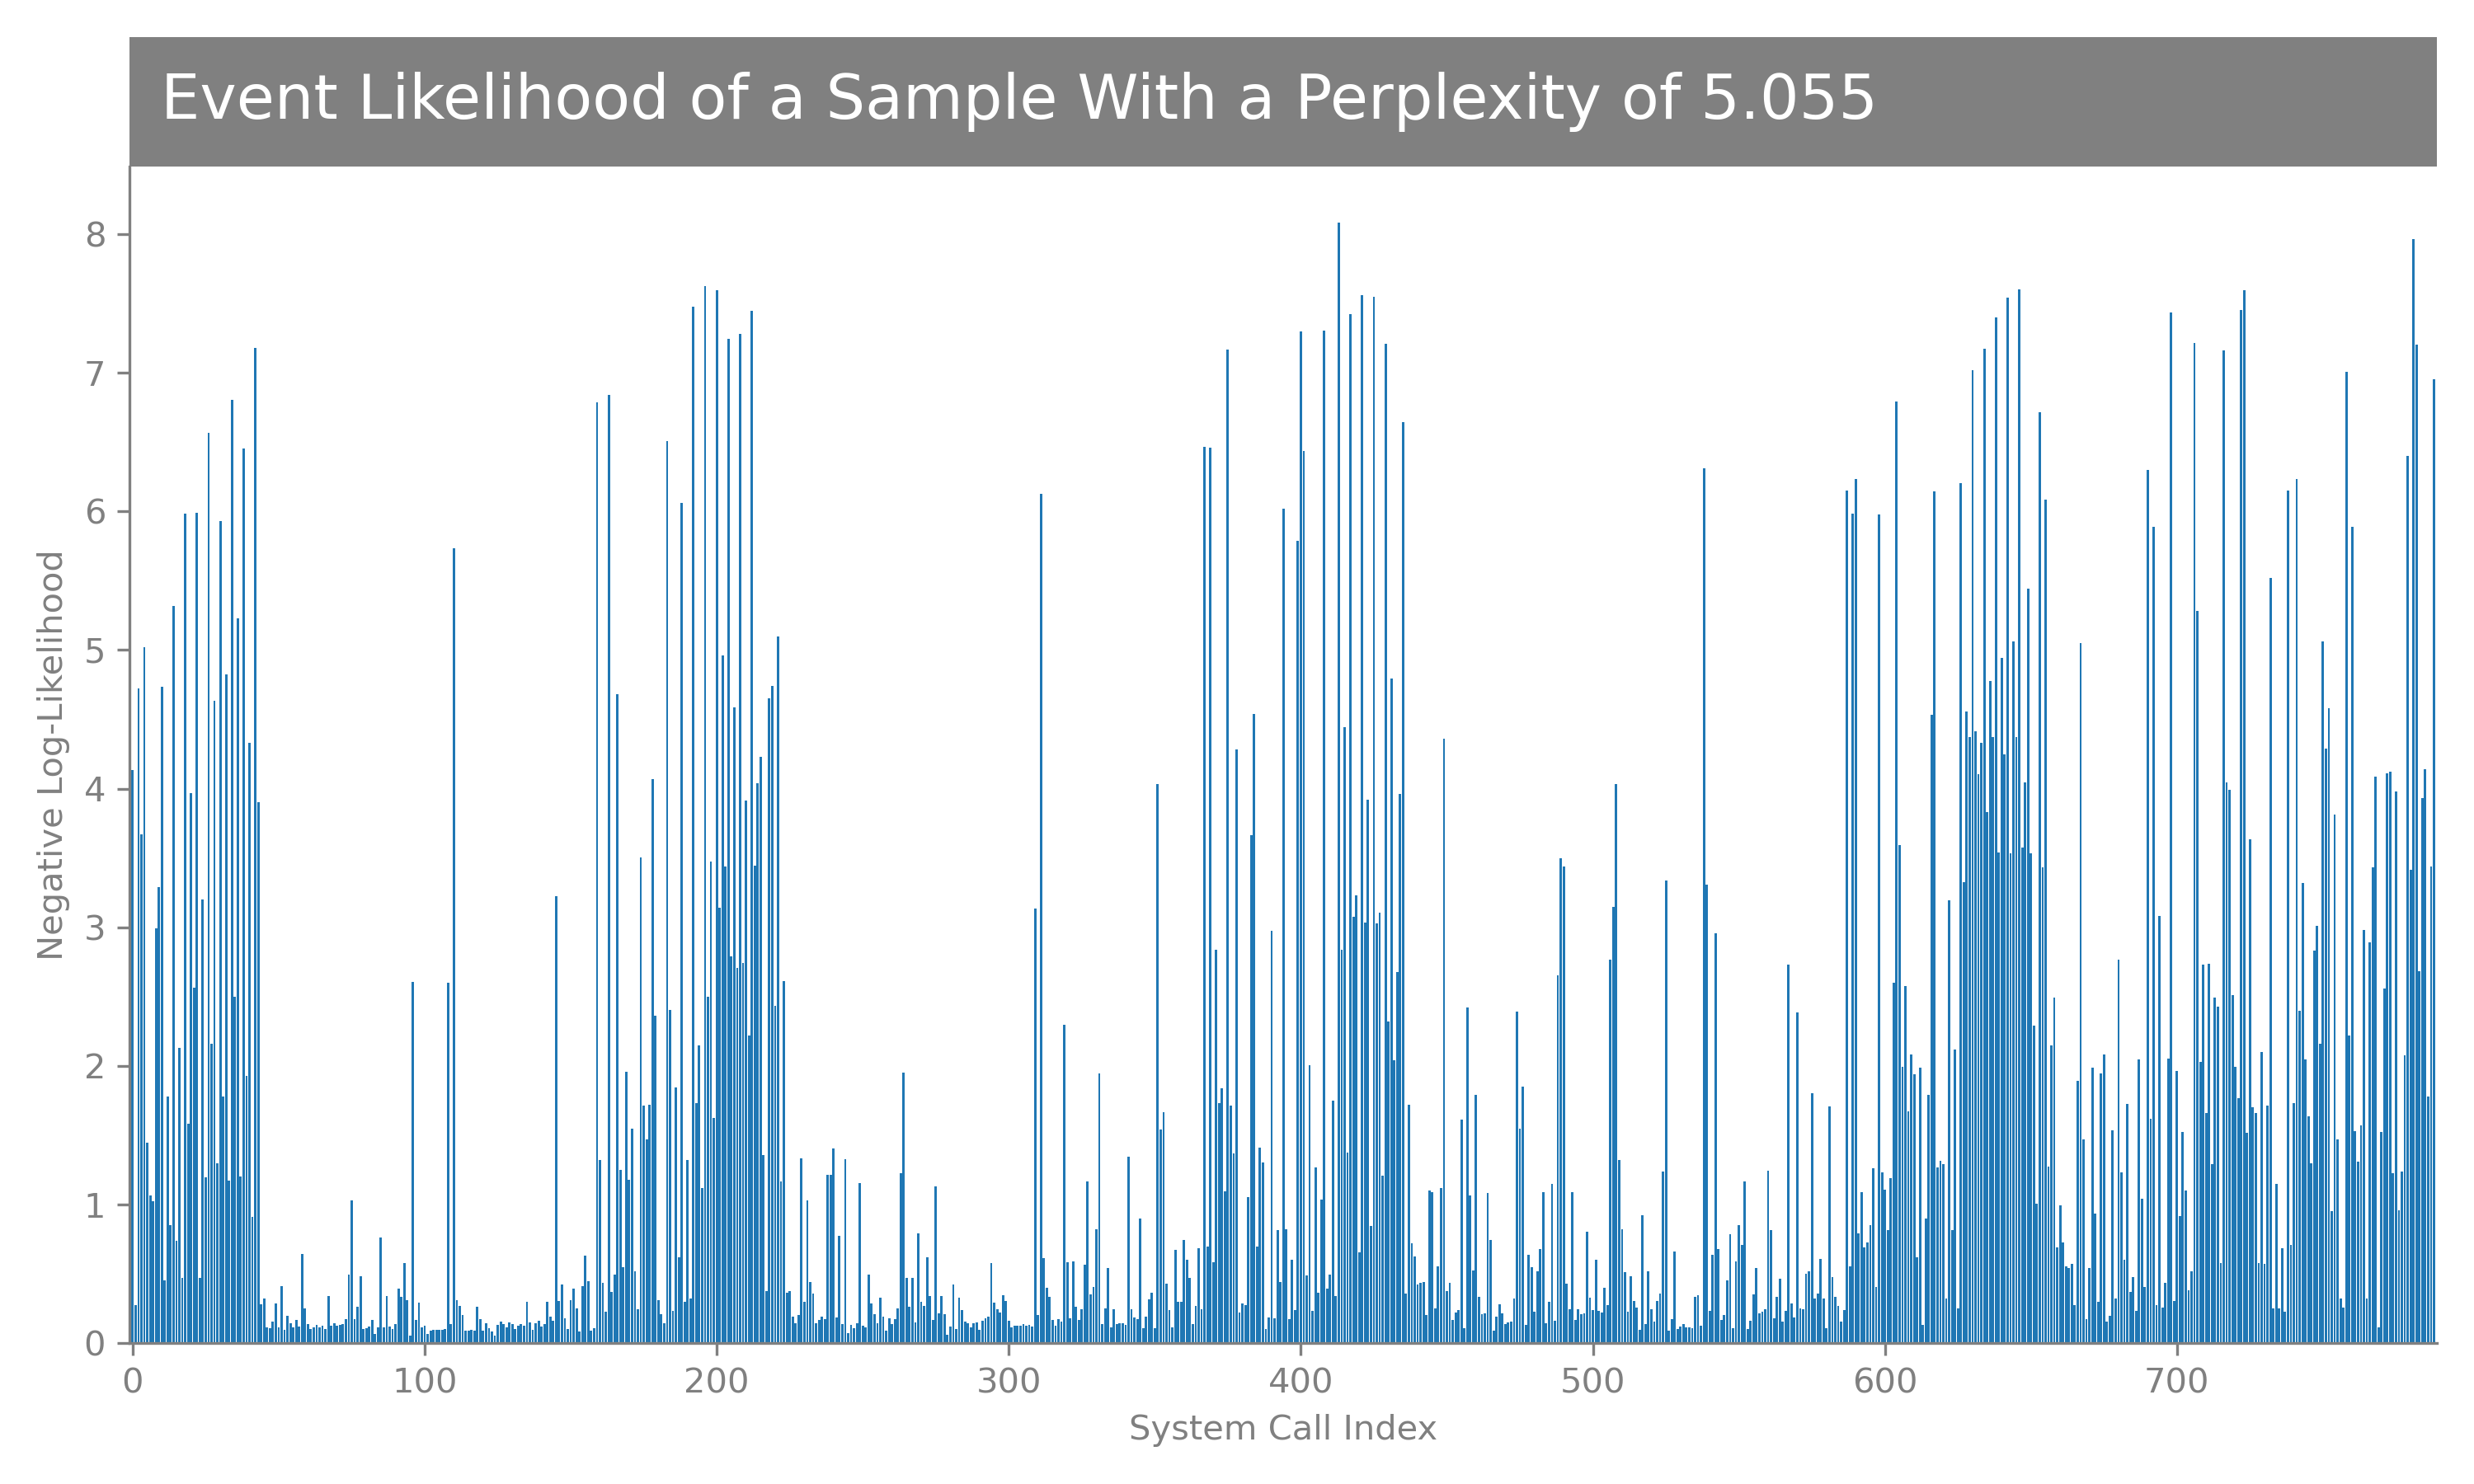 Event Likelihood of a Sample With a Perplexity of 5.055
8
7
6
5
4
3
2
1
0
Negative Log-Likelihood
0 100 200 300 400 500 600 700
System Call Index